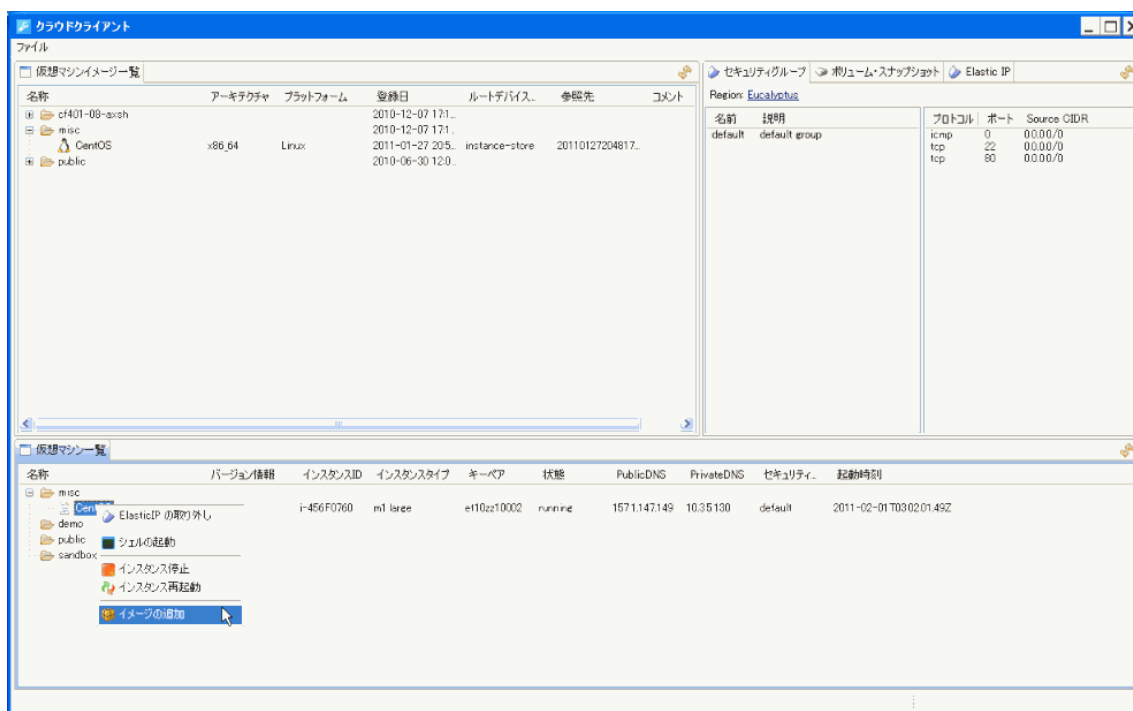 クラウドクライアント
ファイル
仮想マシンイメージ一覧
名称 アーキテクチャ プラットフォーム 登録日 ルートデバイス... 参照先 コメント
cf401-08-axsh 2010-12-07 17:1...
misc 2010-12-07 17:1...
CentOS x86_64 Linux 2011-01-27 20:5... instance-store 20110127204817...
public 2010-06-30 12:0...
セキュリティグループ ボリューム・スナップショット Elastic IP
Region: Eucalyptus
名前 説明
default default group
プロトコル ポート Source CIDR
icmp 0 0.0.0.0/0
tcp 22 0.0.0.0/0
tcp 80 0.0.0.0/0
仮想マシン一覧
名称 バージョン情報 インスタンスID インスタンスタイプ キーペア 状態 PublicDNS PrivateDNS セキュリティ... 起動時刻
misc
i-456F0760 m1.large running default
demo
public
sandbox
ElasticIP の取り外し
シェルの起動
インスタンス停止
インスタンス再起動
イメージの追加